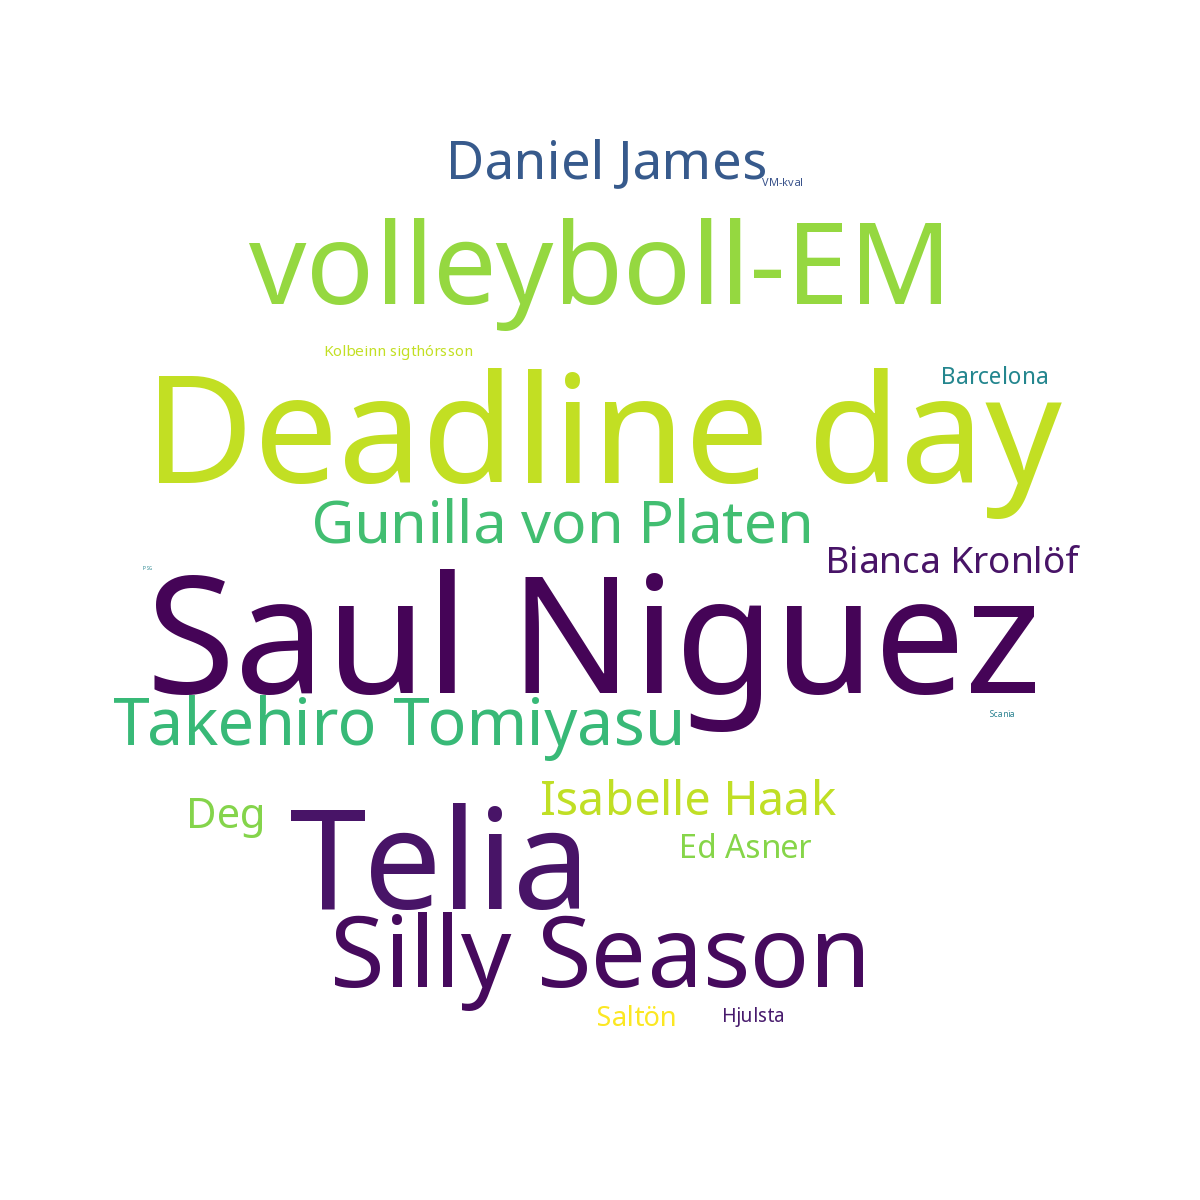 Daniel James
VM-kval
volleyboll-EM
Kolbeinn sigthórsson
Barcelona
Deadline day
Gunilla von Platen
Bianca Kronlöf
PSG
Saul Niguez
Takehiro Tomiyasu
Scania
Isabelle Haak
Deg
Telia
Ed Asner
Silly Season
Saltön
Hjulsta